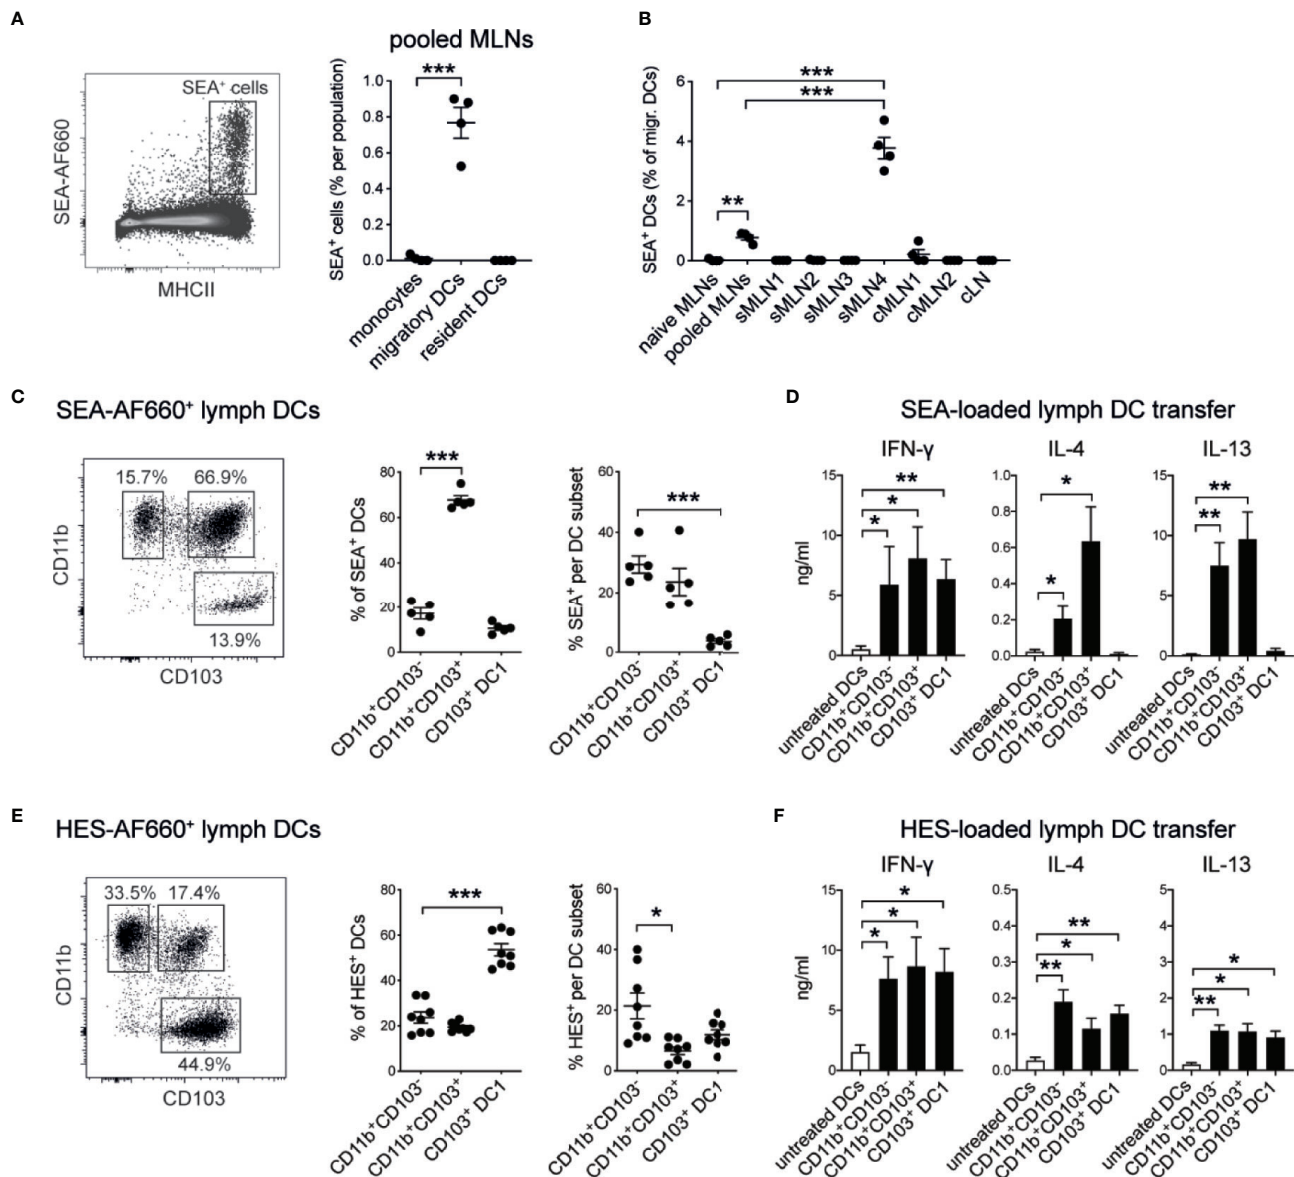 A
pooled MLNs
SEA⁺ cells
SEA-AF660
MHCII
SEA⁺ cells (% per population)
1.0
0.8
0.6
0.4
0.2
0.0
***
monocytes
migratory DCs
resident DCs
B
SEA⁺ DCs (% of migr. DCs)
6
4
2
0
***
***
**
naive MLNs
pooled MLNs
sMLN1
sMLN2
sMLN3
sMLN4
cMLN1
cMLN2
cLN
C
SEA-AF660⁺ lymph DCs
15.7%
66.9%
13.9%
CD11b
CD103
% of SEA⁺ DCs
80
60
40
20
0
***
CD11b⁺CD103⁻
CD11b⁺CD103⁺
CD103⁺ DC1
% SEA⁺ per DC subset
60
40
20
0
***
CD11b⁺CD103⁻
CD11b⁺CD103⁺
CD103⁺ DC1
D
SEA-loaded lymph DC transfer
IFN-γ
ng/ml
15
10
5
0
**
*
*
untreated DCs
CD11b⁺CD103⁻
CD11b⁺CD103⁺
CD103⁺ DC1
IL-4
1.0
0.8
0.6
0.4
0.2
0.0
*
*
untreated DCs
CD11b⁺CD103⁻
CD11b⁺CD103⁺
CD103⁺ DC1
IL-13
15
10
5
0
**
**
untreated DCs
CD11b⁺CD103⁻
CD11b⁺CD103⁺
CD103⁺ DC1
E
HES-AF660⁺ lymph DCs
33.5%
17.4%
44.9%
CD11b
CD103
% of HES⁺ DCs
80
60
40
20
0
***
CD11b⁺CD103⁻
CD11b⁺CD103⁺
CD103⁺ DC1
% HES⁺ per DC subset
60
40
20
0
*
CD11b⁺CD103⁻
CD11b⁺CD103⁺
CD103⁺ DC1
F
HES-loaded lymph DC transfer
IFN-γ
ng/ml
15
10
5
0
*
*
*
untreated DCs
CD11b⁺CD103⁻
CD11b⁺CD103⁺
CD103⁺ DC1
IL-4
0.5
0.4
0.3
0.2
0.1
0.0
**
*
**
untreated DCs
CD11b⁺CD103⁻
CD11b⁺CD103⁺
CD103⁺ DC1
IL-13
5
4
3
2
1
0
*
*
**
untreated DCs
CD11b⁺CD103⁻
CD11b⁺CD103⁺
CD103⁺ DC1